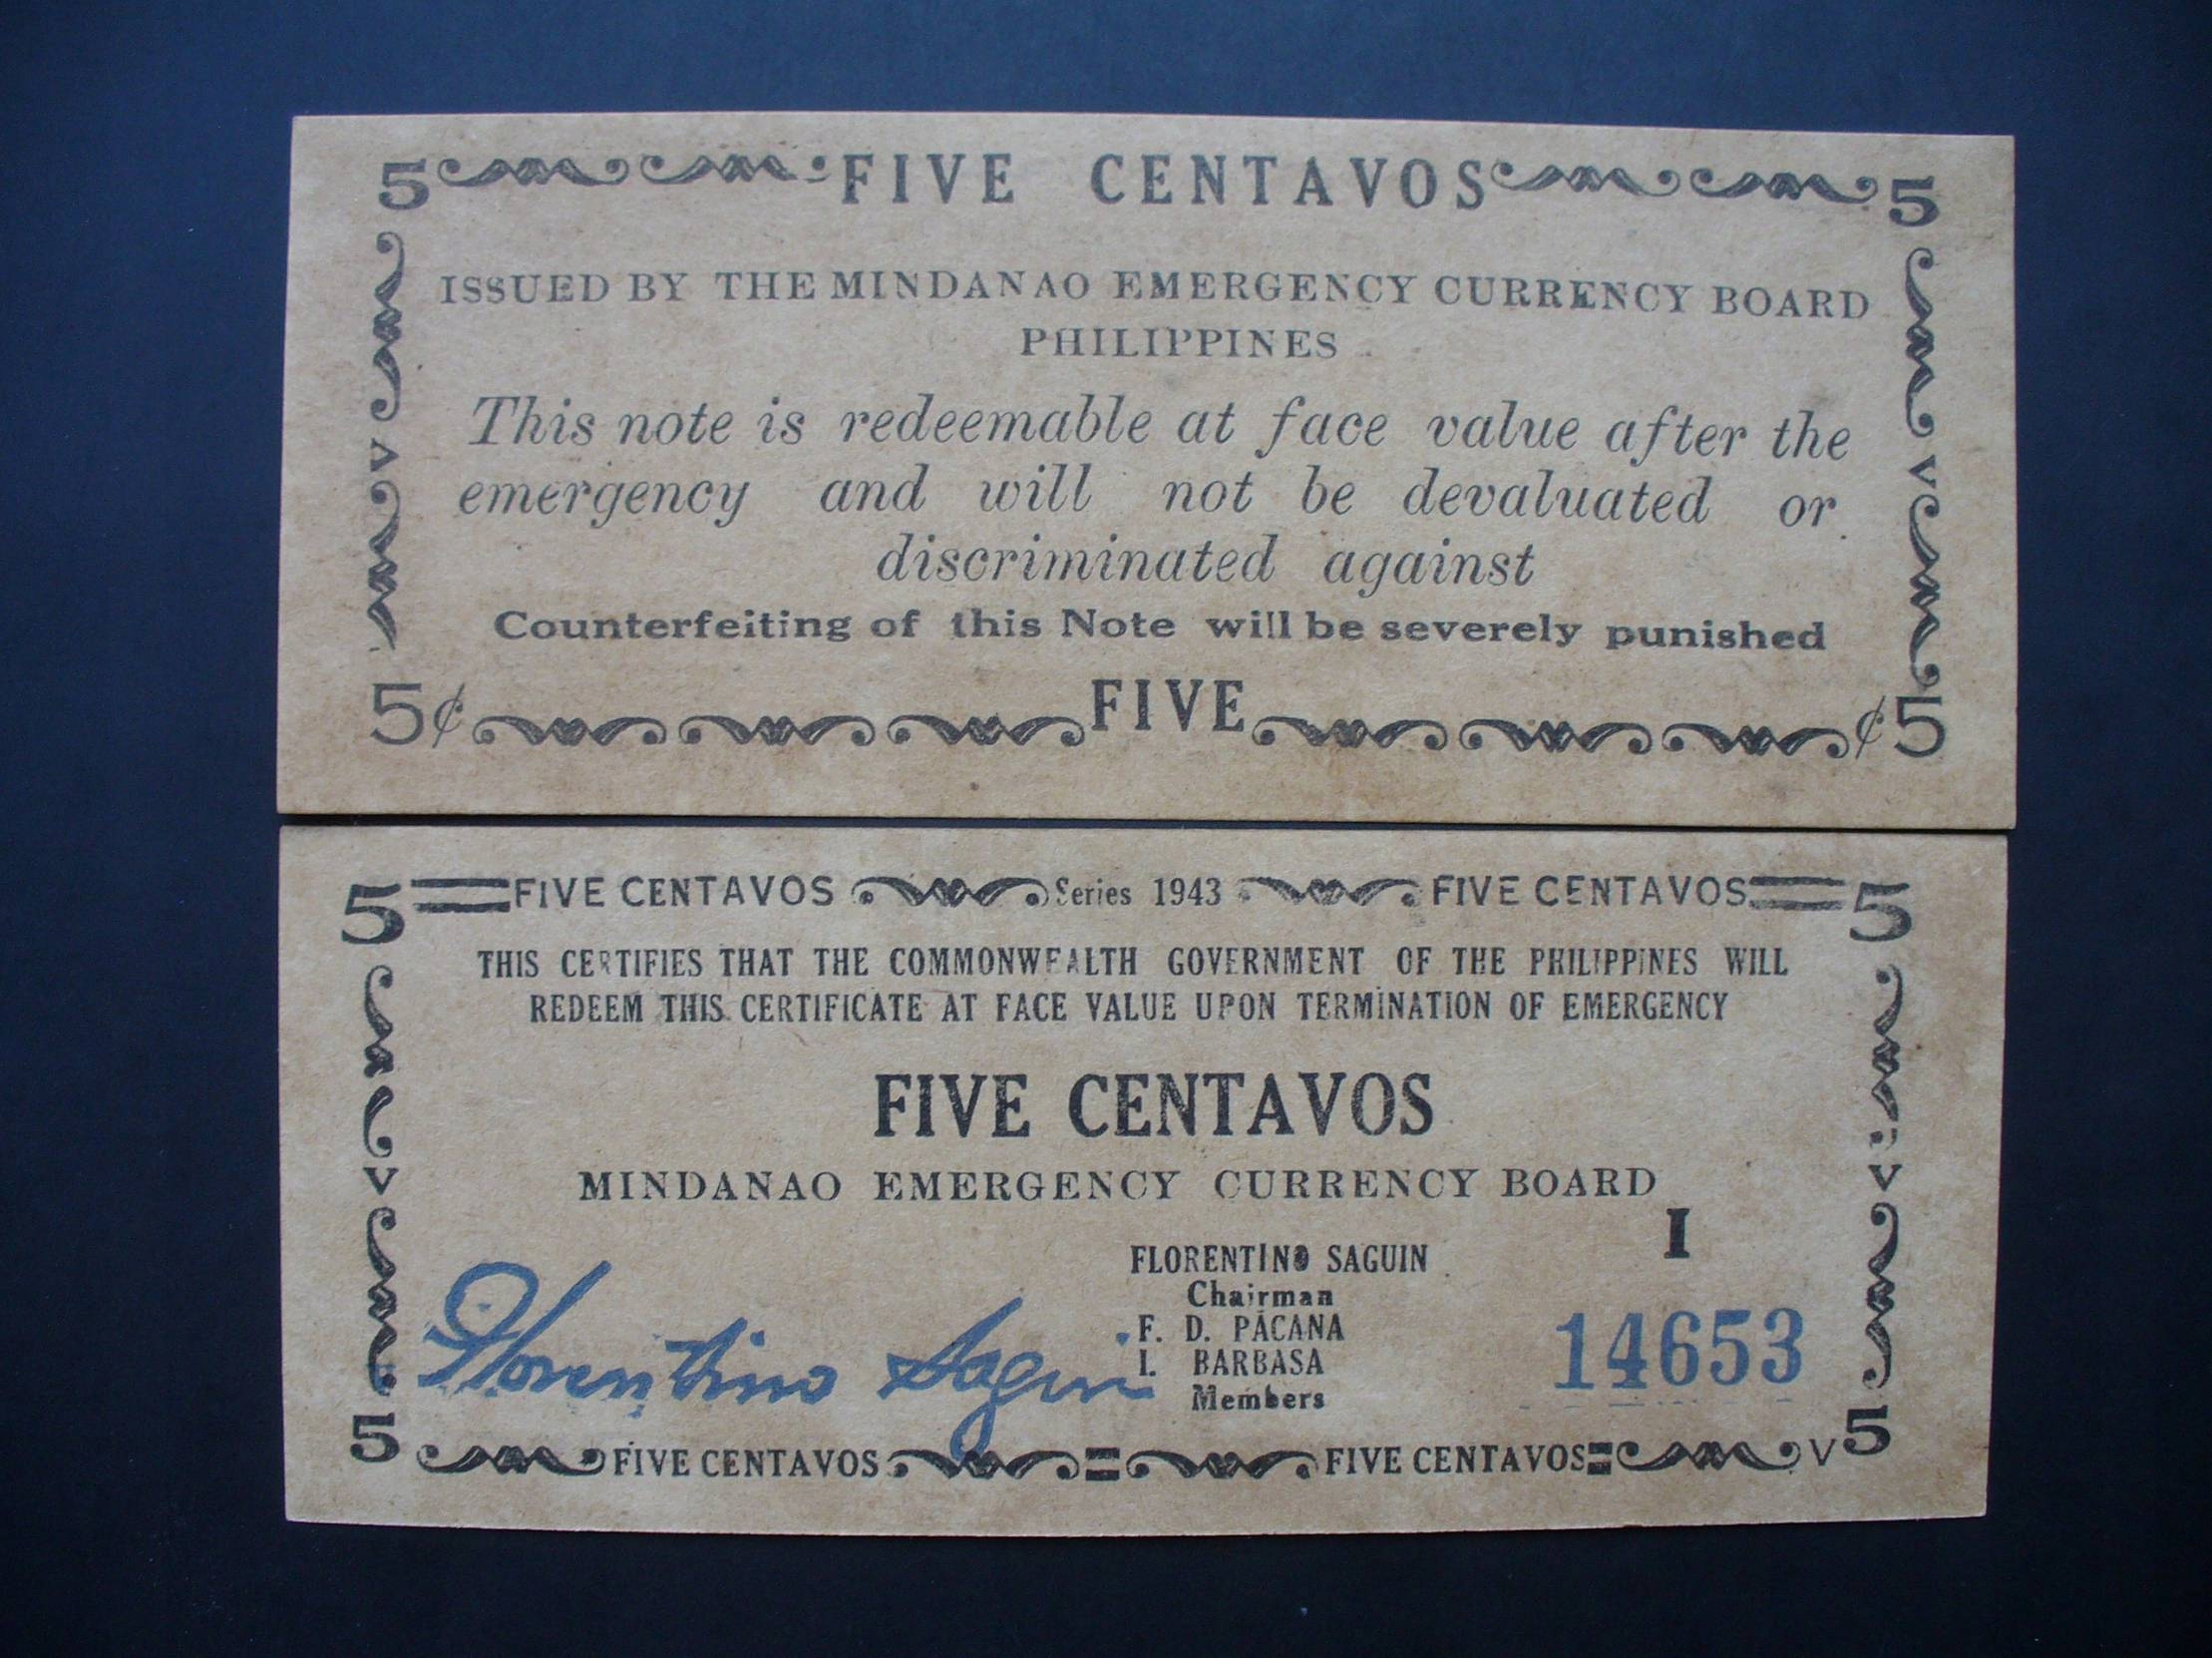 5 FIVE CENTAVOS 5
ISSUED BY THE MINDANAO EMERGENCY CURRENCY BOARD
PHILIPPINES
This note is redeemable at face value after the
emergency and will not be devaluated or
discriminated against
Counterfeiting of this Note will be severely punished
V V
5¢ FIVE ¢5
5 FIVE CENTAVOS Series 1943 FIVE CENTAVOS 5
THIS CERTIFIES THAT THE COMMONWEALTH GOVERNMENT OF THE PHILIPPINES WILL
REDEEM THIS CERTIFICATE AT FACE VALUE UPON TERMINATION OF EMERGENCY
FIVE CENTAVOS
V MINDANAO EMERGENCY CURRENCY BOARD V
I
FLORENTINO SAGUIN
Chairman
Florentino Saguin
F. D. PACANA
I. BARBASA
Members
14653
5 FIVE CENTAVOS FIVE CENTAVOS V 5